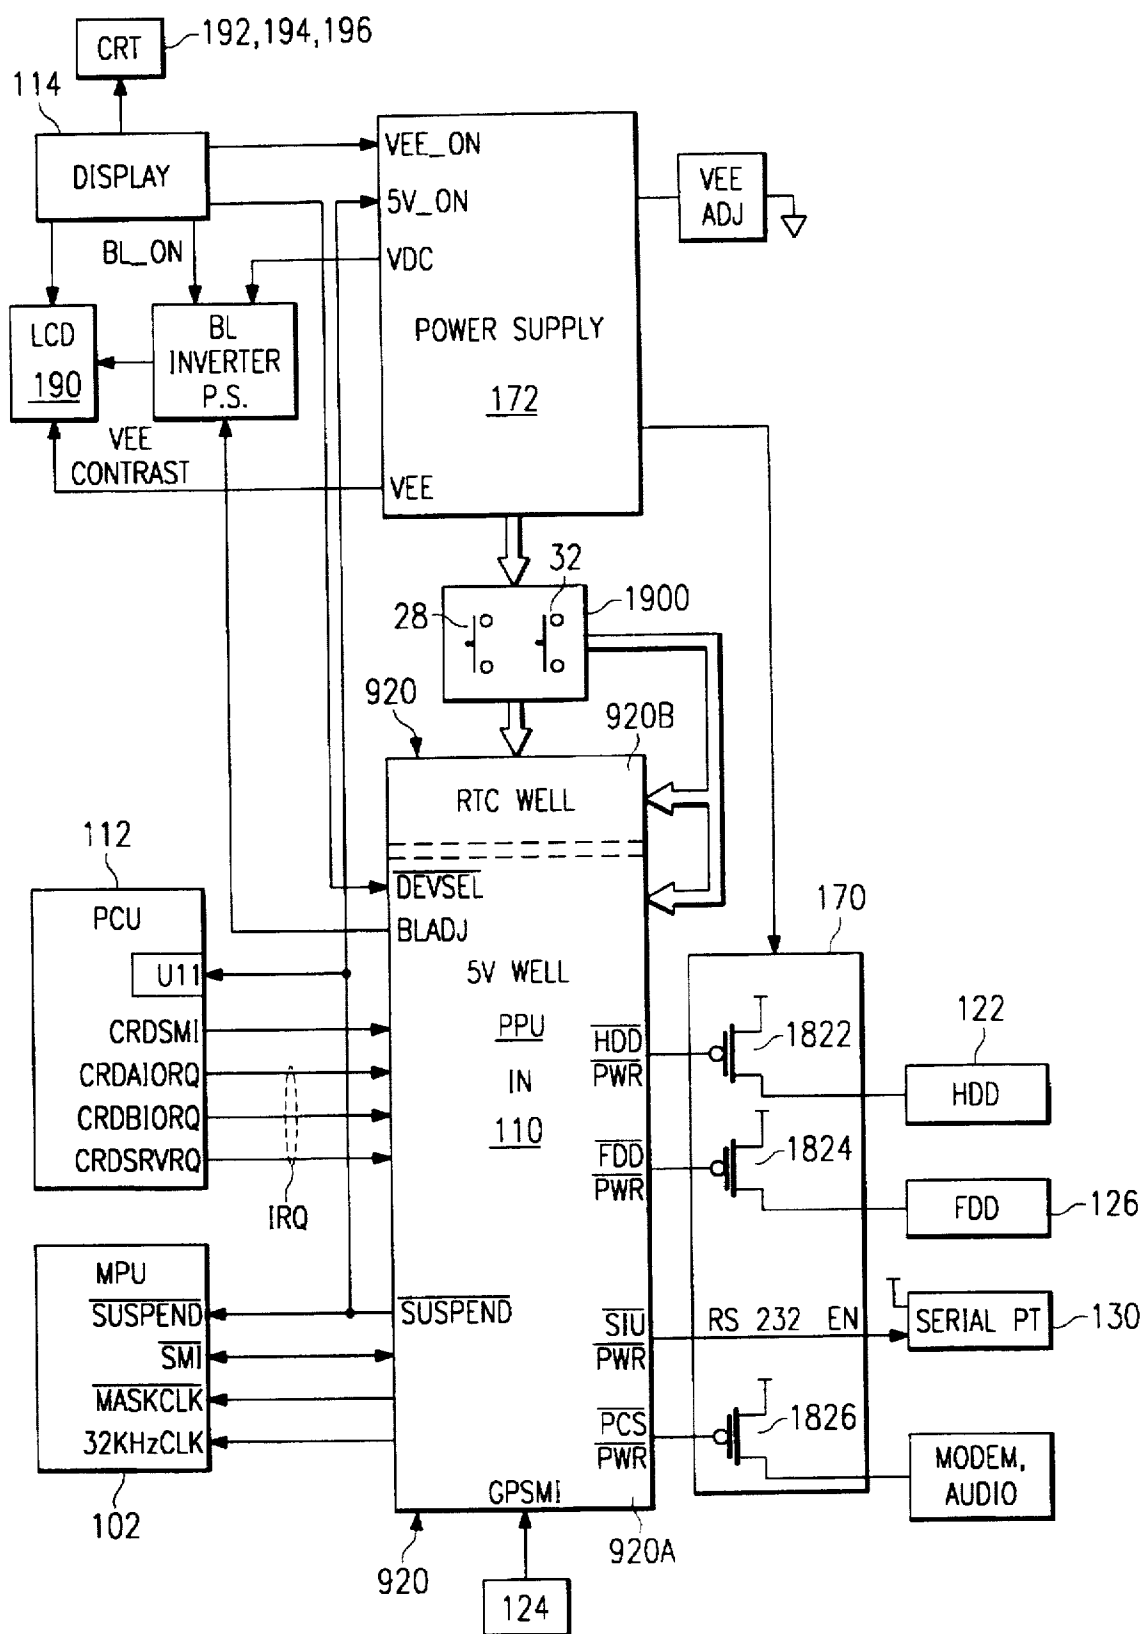 CRT
192, 194, 196
114
DISPLAY
VEE_ON
5V_ON
VDC
VEE
ADJ
BL_ON
LCD
190
BL
INVERTER
P.S.
POWER SUPPLY
172
VEE
CONTRAST
VEE
28
32
1900
920
920B
RTC WELL
112
PCU
U11
CRDSMI
CRDAIORQ
CRDBIORQ
CRDSRVRQ
IRQ
DEVSEL
BLADJ
5V WELL
PPU
IN
110
HDD
PWR
FDD
PWR
170
1822
122
HDD
1824
FDD
126
MPU
SUSPEND
SMI
MASKCLK
32KHzCLK
102
SUSPEND
SIU
PWR
RS 232 EN
SERIAL PT
130
PCS
PWR
1826
MODEM,
AUDIO
GPSMI
920
920A
124